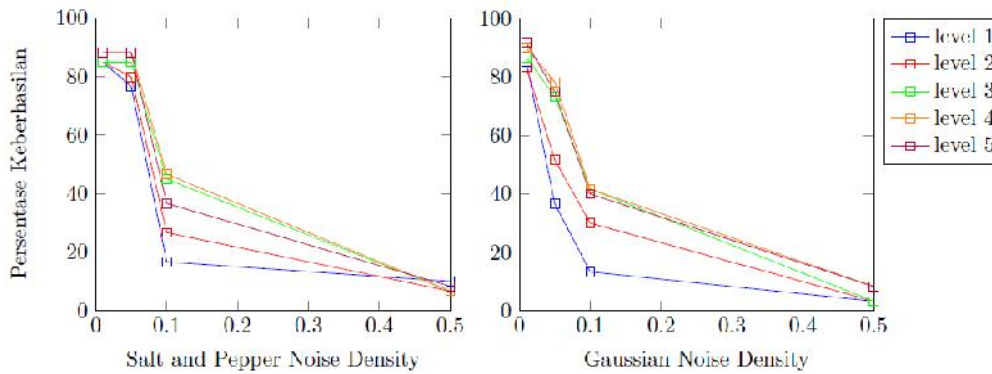 Persentase Keberhasilan
100
80
60
40
20
0
0 0.1 0.2 0.3 0.4 0.5
Salt and Pepper Noise Density
100
80
60
40
20
0
0 0.1 0.2 0.3 0.4 0.5
Gaussian Noise Density
level 1
level 2
level 3
level 4
level 5